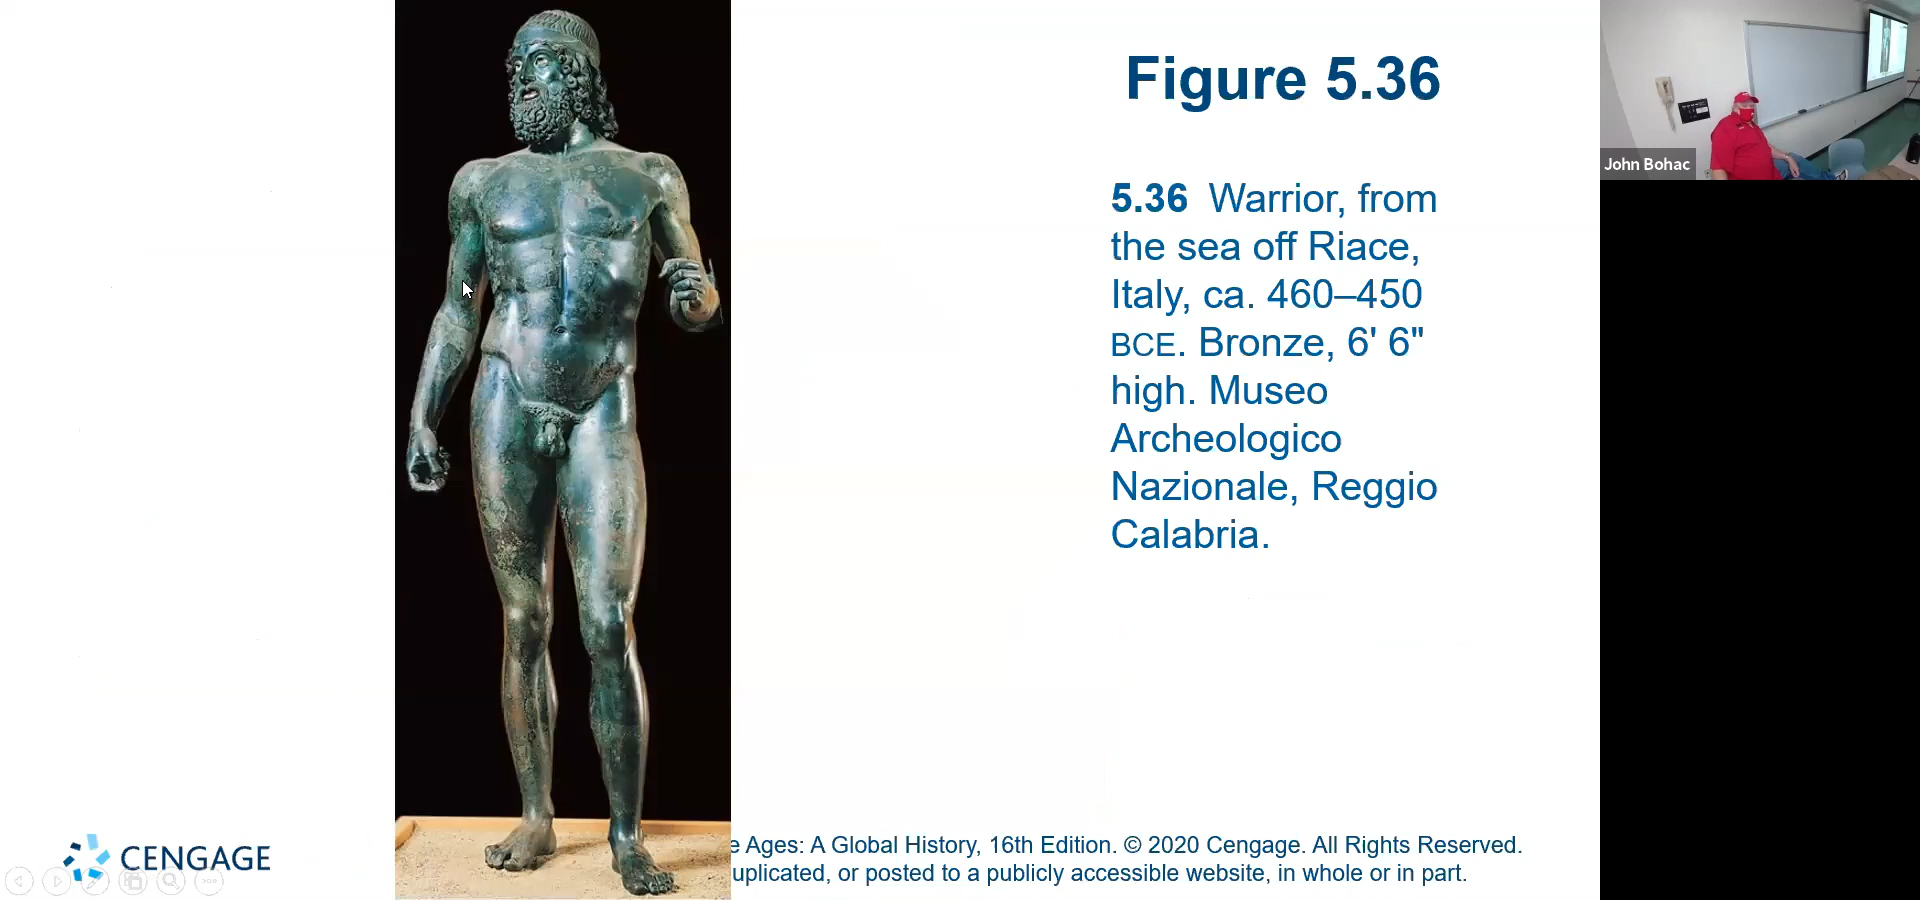 Figure 5.36
5.36 Warrior, from
the sea off Riace,
Italy, ca. 460–450
BCE. Bronze, 6' 6"
high. Museo
Archeologico
Nazionale, Reggio
Calabria.
John Bohac
CENGAGE
Ages: A Global History, 16th Edition. © 2020 Cengage. All Rights Reserved.
uplicated, or posted to a publicly accessible website, in whole or in part.